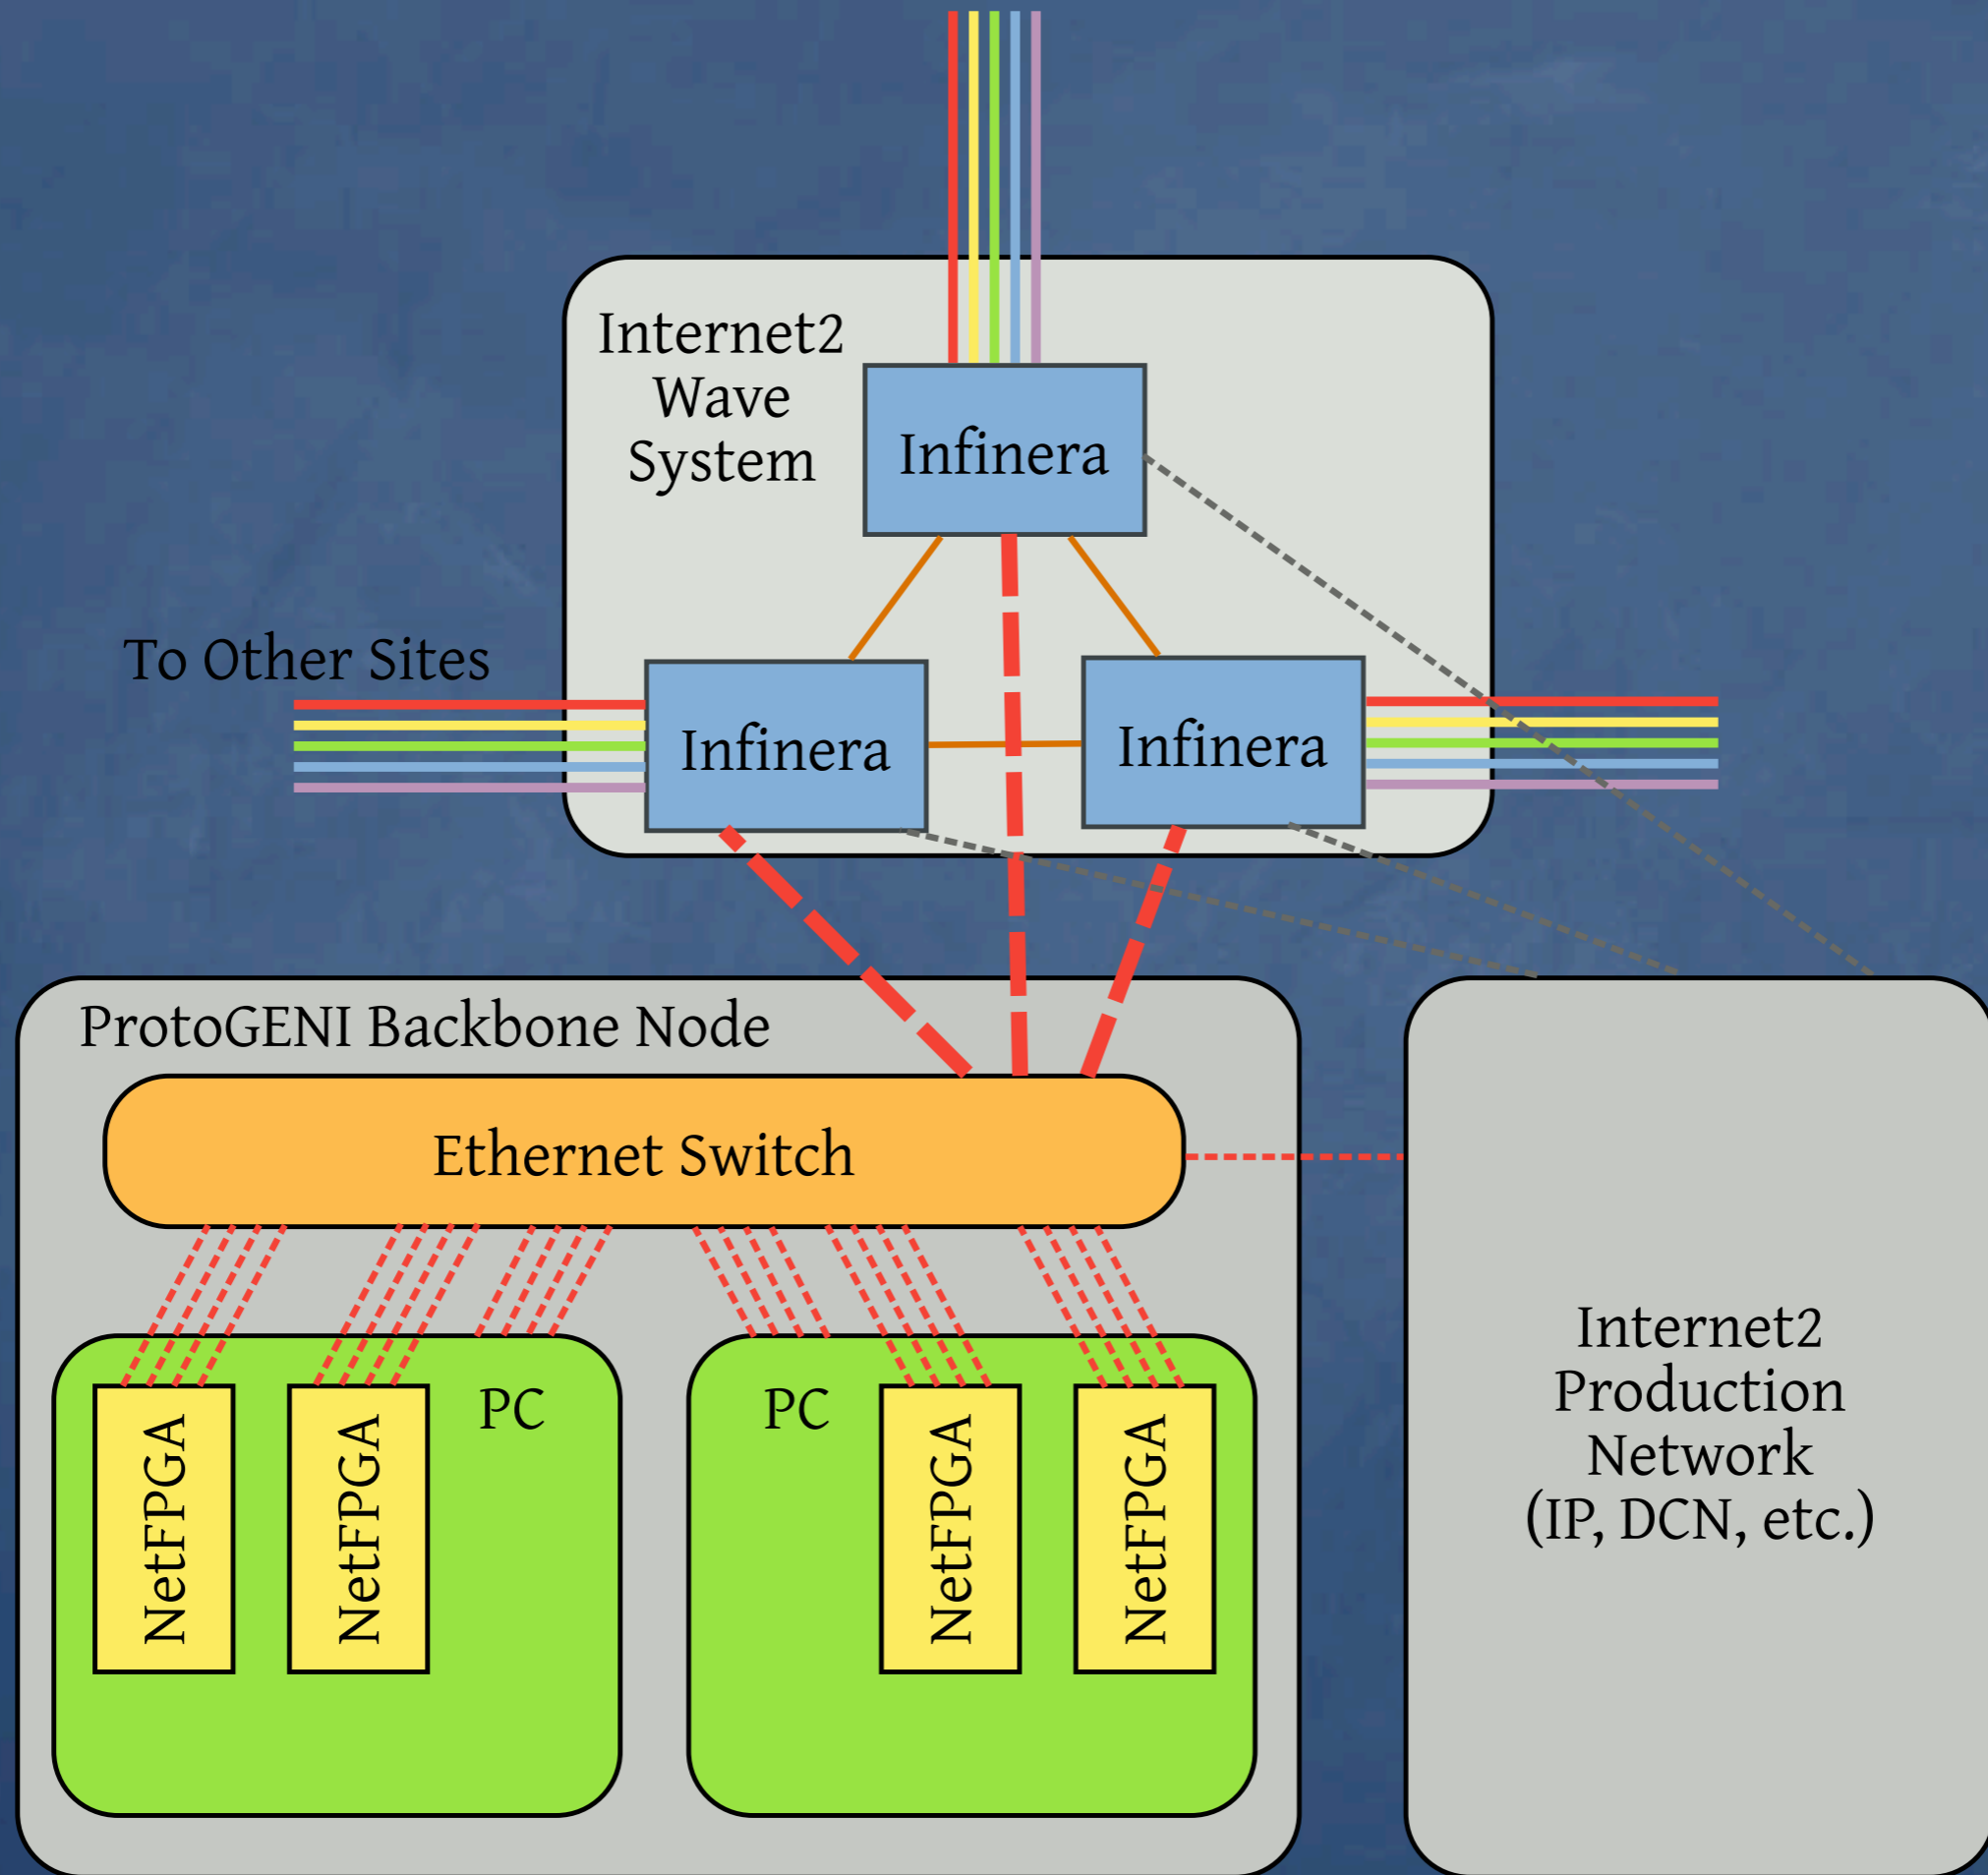 Internet2
Wave
System
Infinera
To Other Sites
Infinera
Infinera
ProtoGENI Backbone Node
Ethernet Switch
PC
PC
NetFPGA
NetFPGA
NetFPGA
NetFPGA
Internet2
Production
Network
(IP, DCN, etc.)